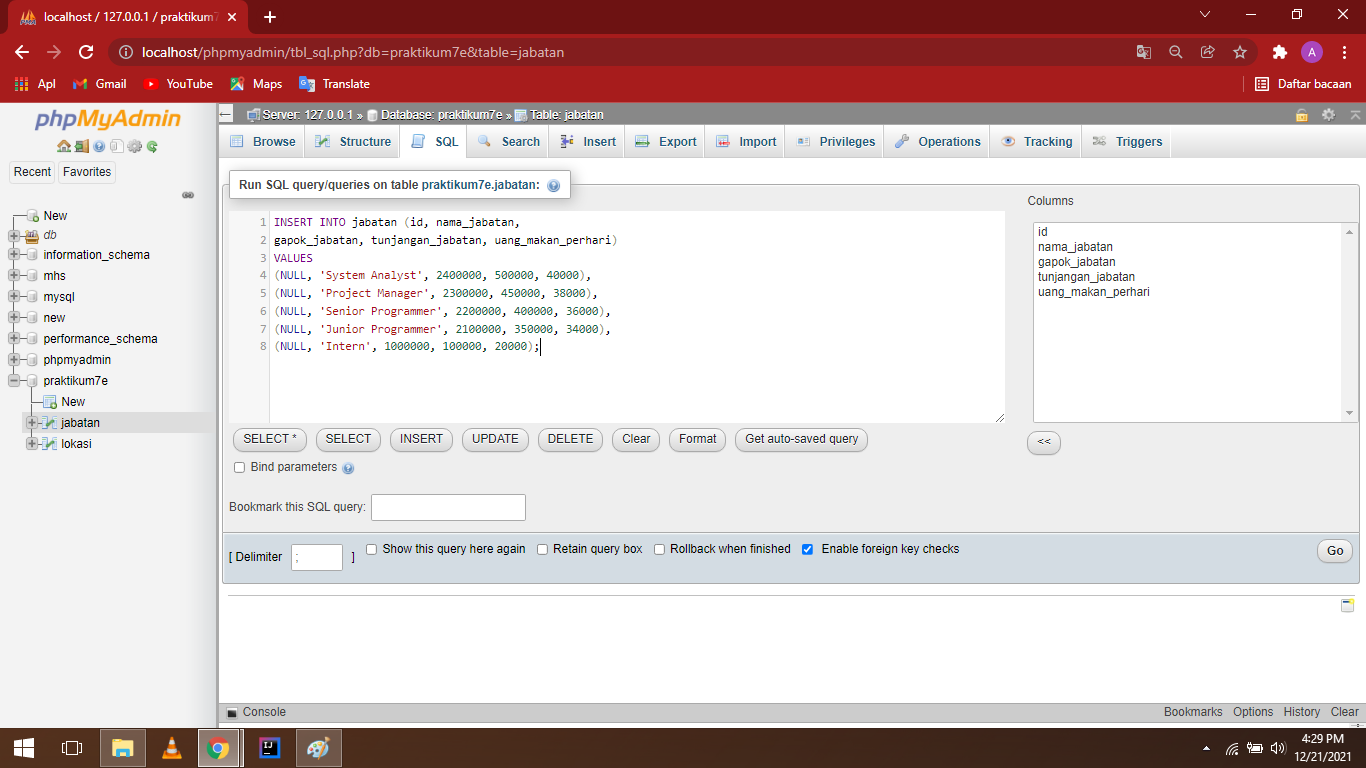 localhost / 127.0.0.1 / praktikum7
localhost/phpmyadmin/tbl_sql.php?db=praktikum7e&table=jabatan
A
Apl
Gmail
YouTube
Maps
Translate
Daftar bacaan
phpMyAdmin
Recent
Favorites
New
db
information_schema
mhs
mysql
new
performance_schema
phpmyadmin
praktikum7e
New
jabatan
lokasi
Server: 127.0.0.1 » Database: praktikum7e » Table: jabatan
Browse
Structure
SQL
Search
Insert
Export
Import
Privileges
Operations
Tracking
Triggers
Run SQL query/queries on table praktikum7e.jabatan:
1 INSERT INTO jabatan (id, nama_jabatan,
2 gapok_jabatan, tunjangan_jabatan, uang_makan_perhari)
3 VALUES
4 (NULL, 'System Analyst', 2400000, 500000, 40000),
5 (NULL, 'Project Manager', 2300000, 450000, 38000),
6 (NULL, 'Senior Programmer', 2200000, 400000, 36000),
7 (NULL, 'Junior Programmer', 2100000, 350000, 34000),
8 (NULL, 'Intern', 1000000, 100000, 20000);
Columns
id
nama_jabatan
gapok_jabatan
tunjangan_jabatan
uang_makan_perhari
SELECT *
SELECT
INSERT
UPDATE
DELETE
Clear
Format
Get auto-saved query
<<
Bind parameters
Bookmark this SQL query:
[ Delimiter ; ]
Show this query here again
Retain query box
Rollback when finished
Enable foreign key checks
Go
Console
Bookmarks
Options
History
Clear
4:29 PM
12/21/2021